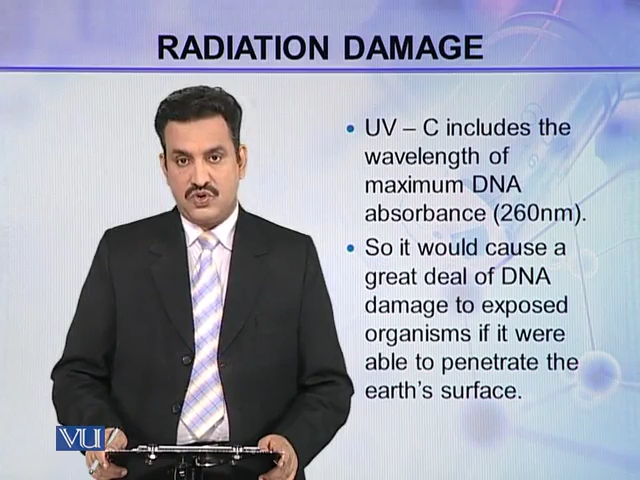 RADIATION DAMAGE
• UV – C includes the
wavelength of
maximum DNA
absorbance (260nm).
• So it would cause a
great deal of DNA
damage to exposed
organisms if it were
able to penetrate the
earth's surface.
VU